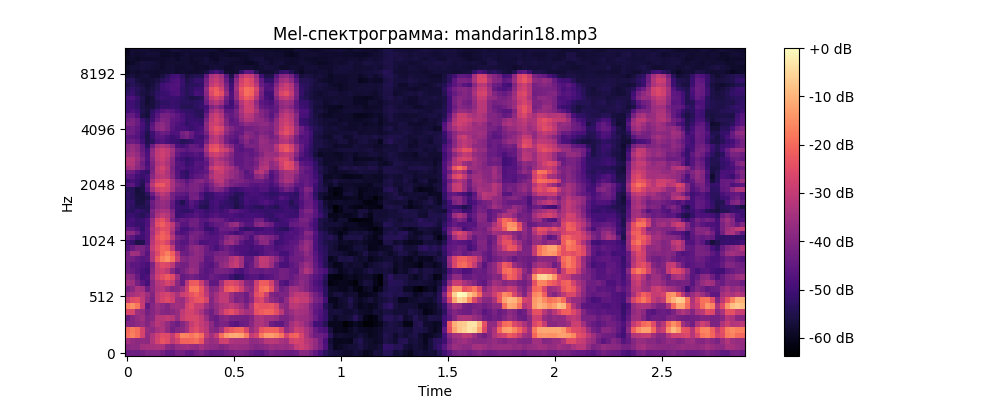 Mel-спектрограмма: mandarin18.mp3
Hz
8192
4096
2048
1024
512
0
0 0.5 1 1.5 2 2.5
Time
+0 dB
-10 dB
-20 dB
-30 dB
-40 dB
-50 dB
-60 dB